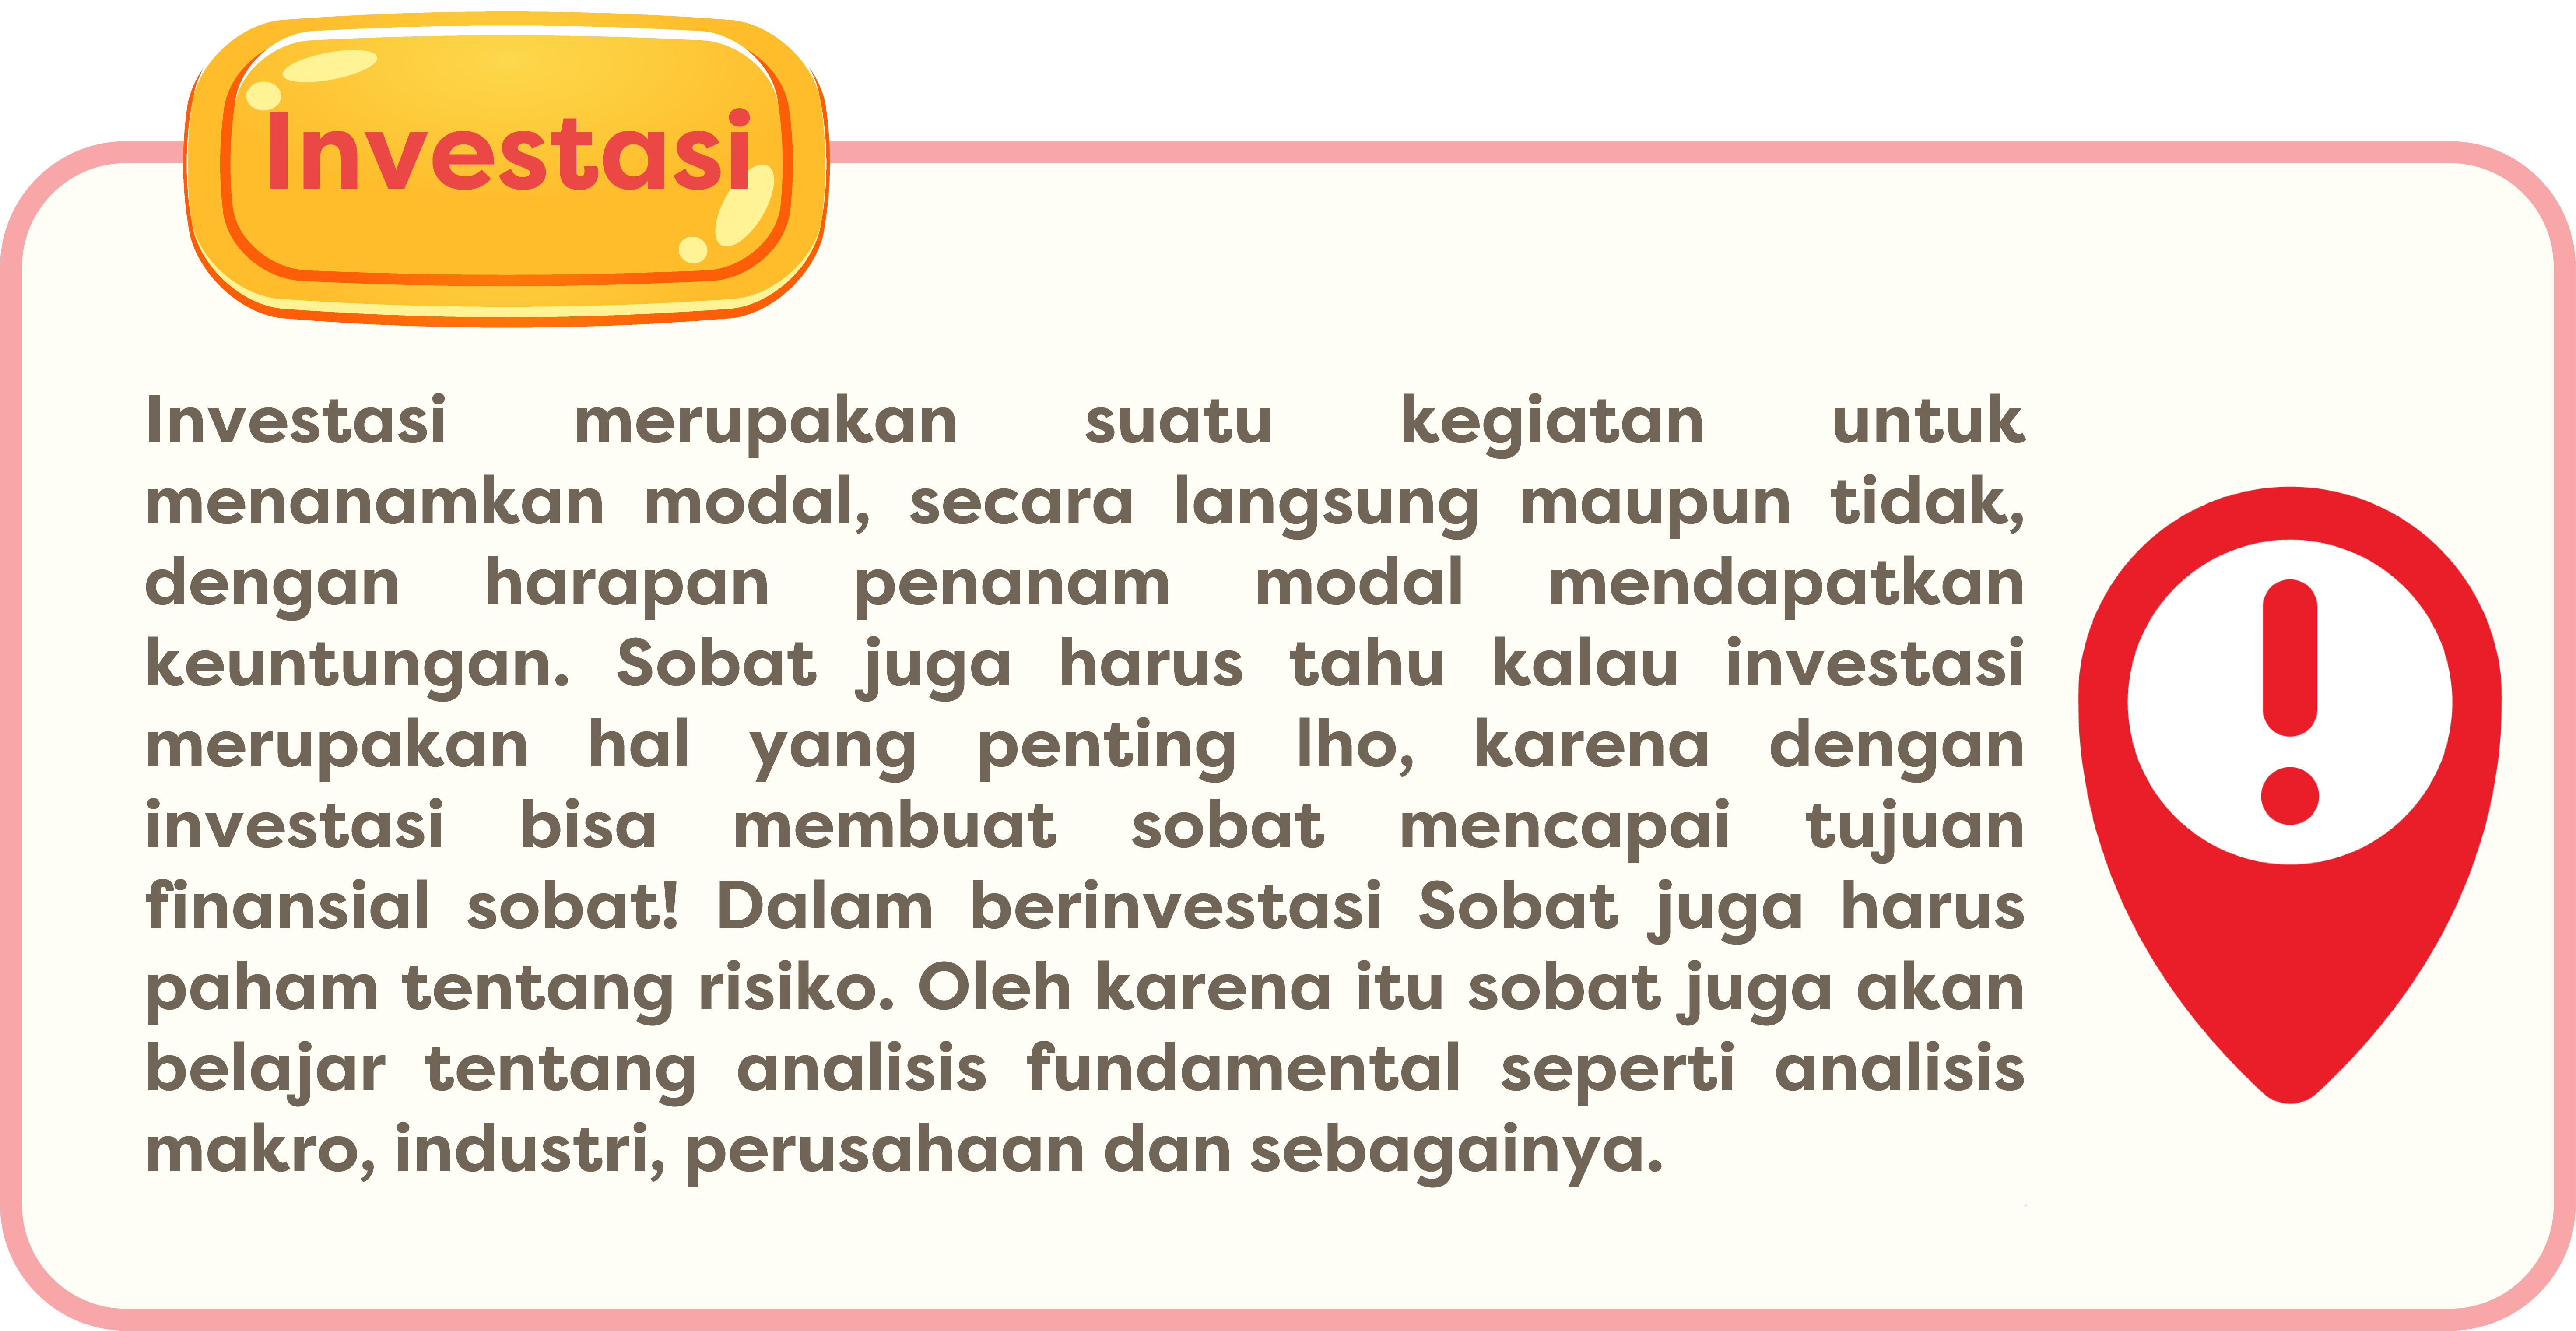 Investasi
Investasi merupakan suatu kegiatan untuk
menanamkan modal, secara langsung maupun tidak,
dengan harapan penanam modal mendapatkan
keuntungan. Sobat juga harus tahu kalau investasi
merupakan hal yang penting lho, karena dengan
investasi bisa membuat sobat mencapai tujuan
finansial sobat! Dalam berinvestasi Sobat juga harus
paham tentang risiko. Oleh karena itu sobat juga akan
belajar tentang analisis fundamental seperti analisis
makro, industri, perusahaan dan sebagainya.